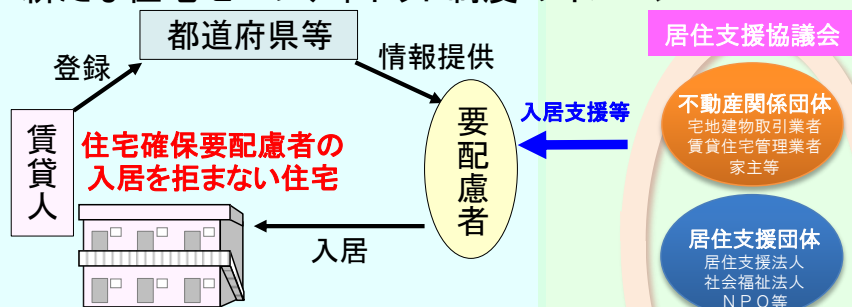 都道府県等
居住支援協議会
登録
情報提供
賃貸人
住宅確保要配慮者の
入居を拒まない住宅
要配慮者
入居支援等
入居
不動産関係団体
宅地建物取引業者
賃貸住宅管理業者
家主等
居住支援団体
居住支援法人
社会福祉法人
ＮＰＯ等